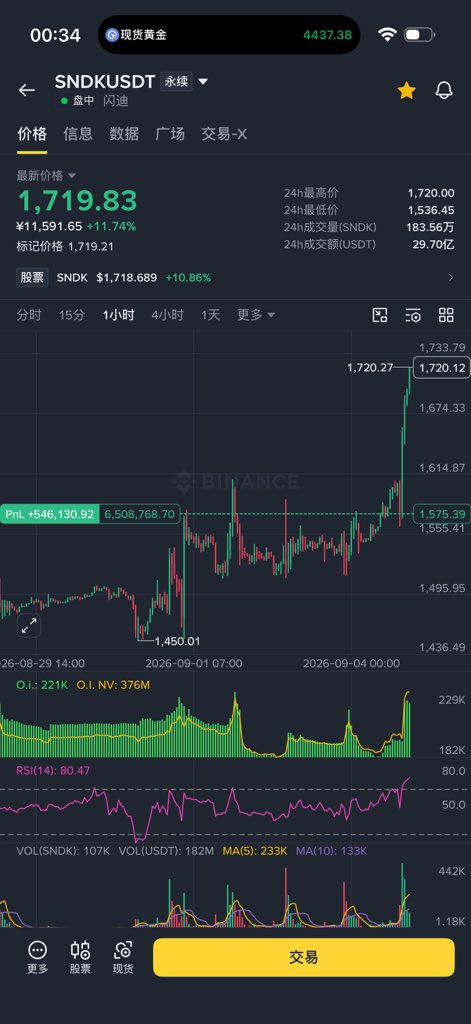 00:34
现货黄金 4437.38
SNDKUSDT 永续
盘中 闪迪
价格 信息 数据 广场 交易-X
最新价格
1,719.83
¥11,591.65 +11.74%
标记价格 1,719.21
24h最高价 1,720.00
24h最低价 1,536.45
24h成交量(SNDK) 183.56万
24h成交额(USDT) 29.70亿
股票 SNDK $1,718.689 +10.86%
分时 15分 1小时 4小时 1天 更多
1,733.79
1,720.27 1,720.12
1,674.33
1,614.87
BINANCE
PnL +546,130.92 6,508,768.70 1,575.39
1,555.41
1,495.95
1,450.01
1,436.49
26-08-29 14:00 2026-09-01 07:00 2026-09-04 00:00
O.i.: 221K O.I. NV: 376M
229K
182K
RSI(14): 80.47 80.0
50.0
VOL(SNDK): 107K VOL(USDT): 182M MA(5): 233K MA(10): 133K
442K
1.18K
更多 股票 现货 交易